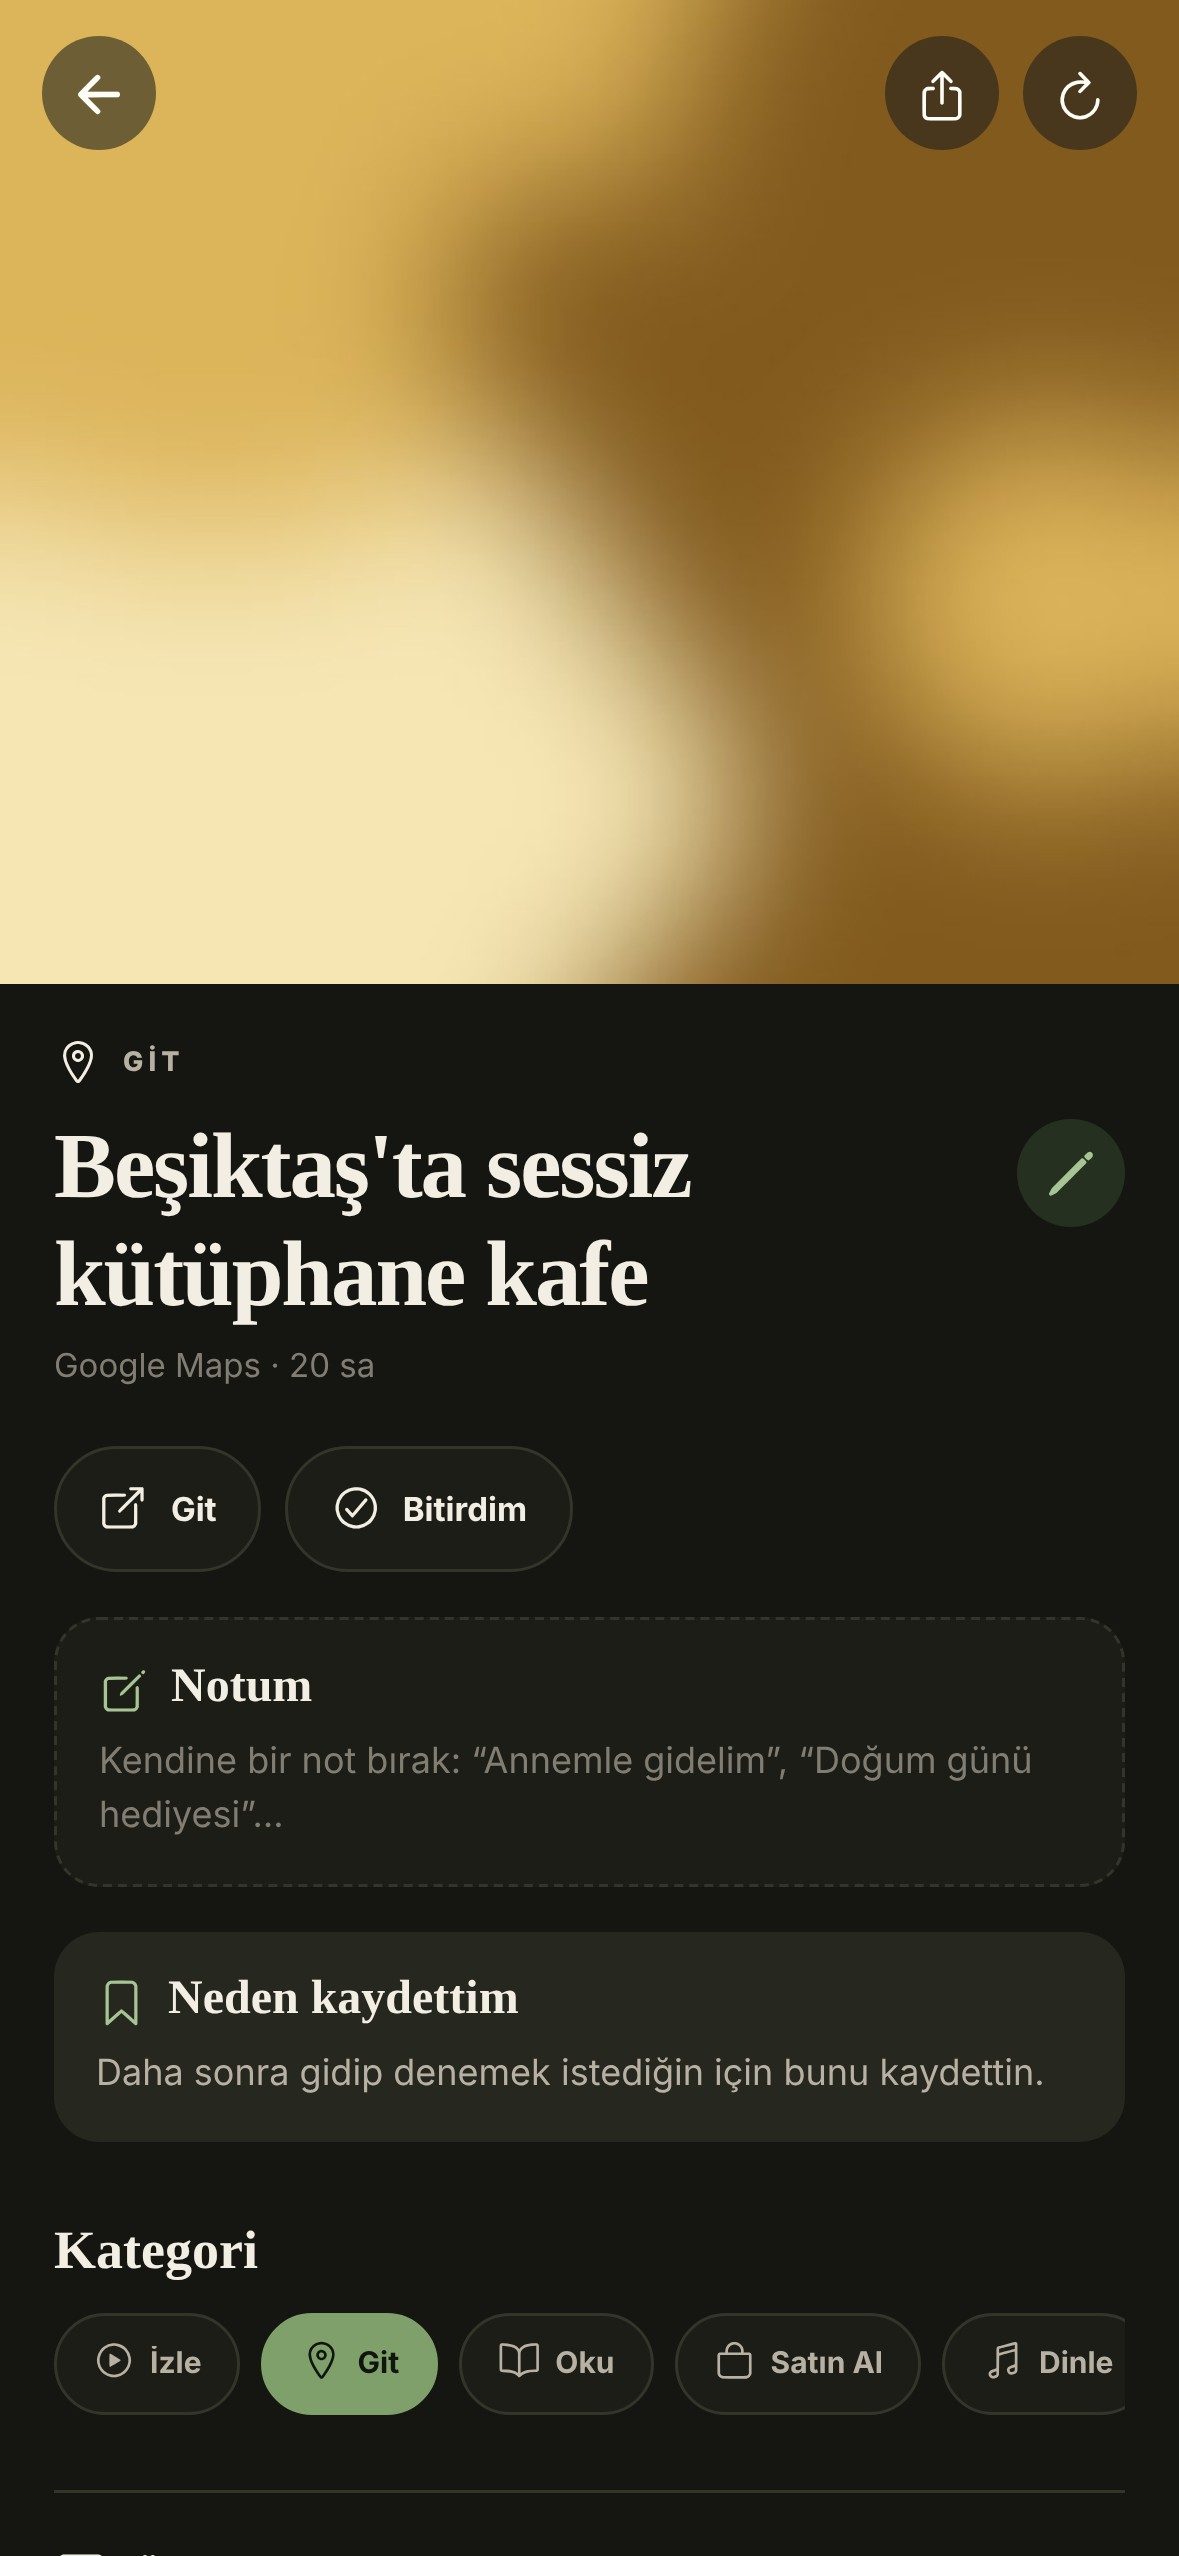 GİT
Beşiktaş'ta sessiz
kütüphane kafe
Google Maps · 20 sa
Git
Bitirdim
Notum
Kendine bir not bırak: “Annemle gidelim”, “Doğum günü
hediyesi”...
Neden kaydettim
Daha sonra gidip denemek istediğin için bunu kaydettin.
Kategori
İzle
Git
Oku
Satın Al
Dinle